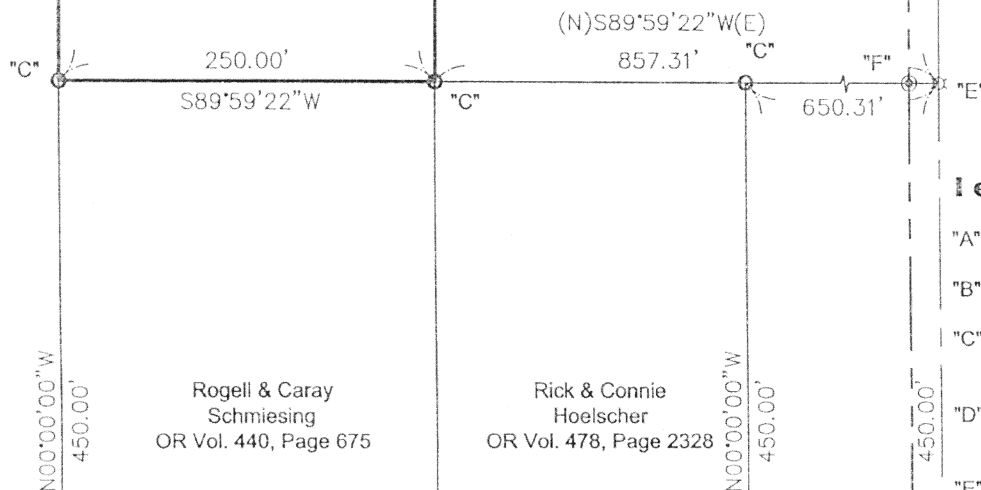 (N)S89°59'22"W(E)
"C" 250.00' 857.31' "C" "F"
S89°59'22"W "C" 650.31' "E"
"A"
"B"
"C"
N00°00'00"W 450.00'
Rogell & Caray
Schmiesing
OR Vol. 440, Page 675
Rick & Connie
Hoelscher
OR Vol. 478, Page 2328
N00°00'00"W 450.00'
450.00'
"D"